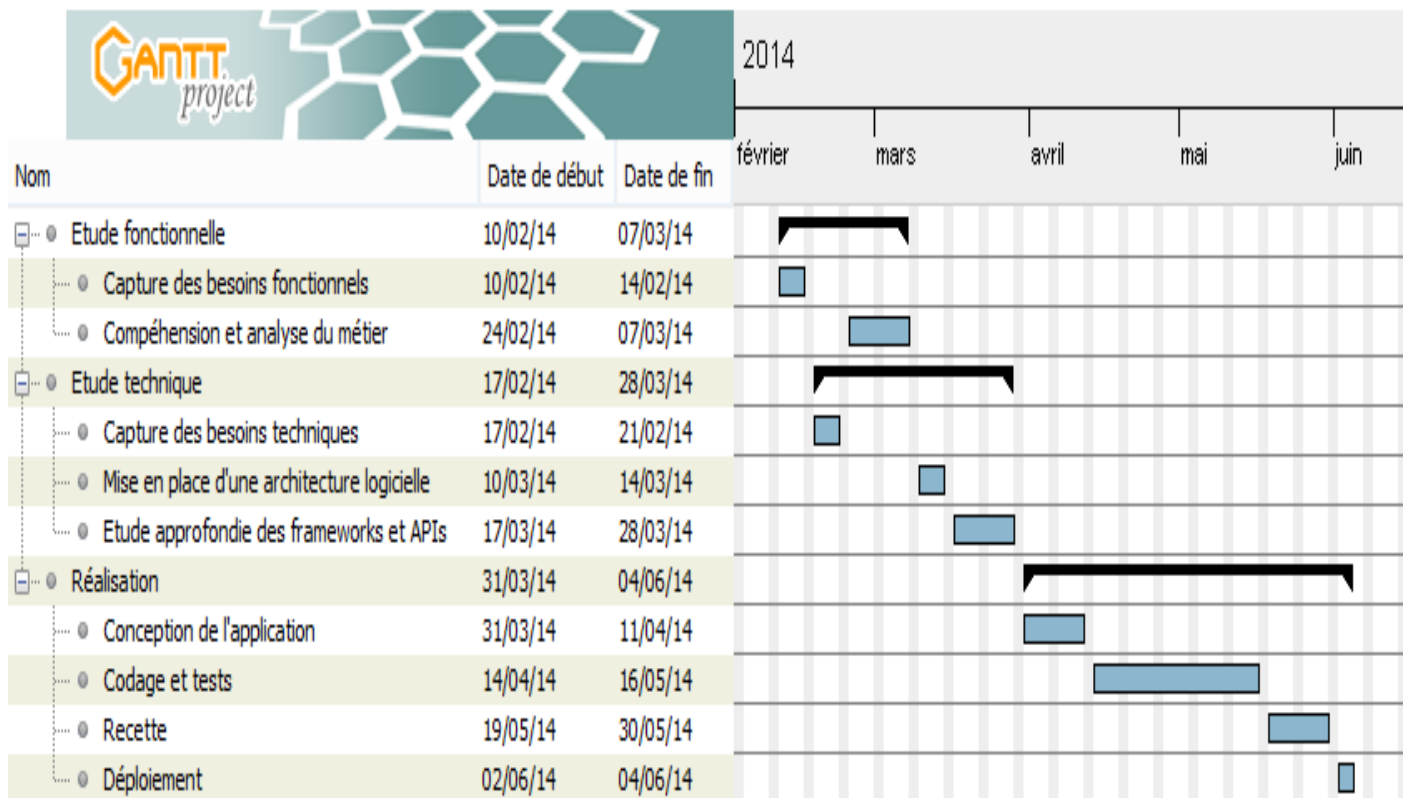 GANTT
project
2014
février mars avril mai juin
Nom Date de début Date de fin
Etude fonctionnelle 10/02/14 07/03/14
Capture des besoins fonctionnels 10/02/14 14/02/14
Compéhension et analyse du métier 24/02/14 07/03/14
Etude technique 17/02/14 28/03/14
Capture des besoins techniques 17/02/14 21/02/14
Mise en place d'une architecture logicielle 10/03/14 14/03/14
Etude approfondie des frameworks et APIs 17/03/14 28/03/14
Réalisation 31/03/14 04/06/14
Conception de l'application 31/03/14 11/04/14
Codage et tests 14/04/14 16/05/14
Recette 19/05/14 30/05/14
Déploiement 02/06/14 04/06/14